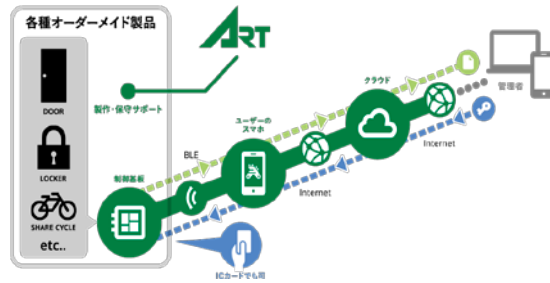 各種オーダーメイド製品
ART
DOOR
製作・保守サポート
LOCKER
SHARE CYCLE
etc..
制御基板
BLE
ユーザーの
スマホ
Internet
クラウド
Internet
管理者
ICカードでも可